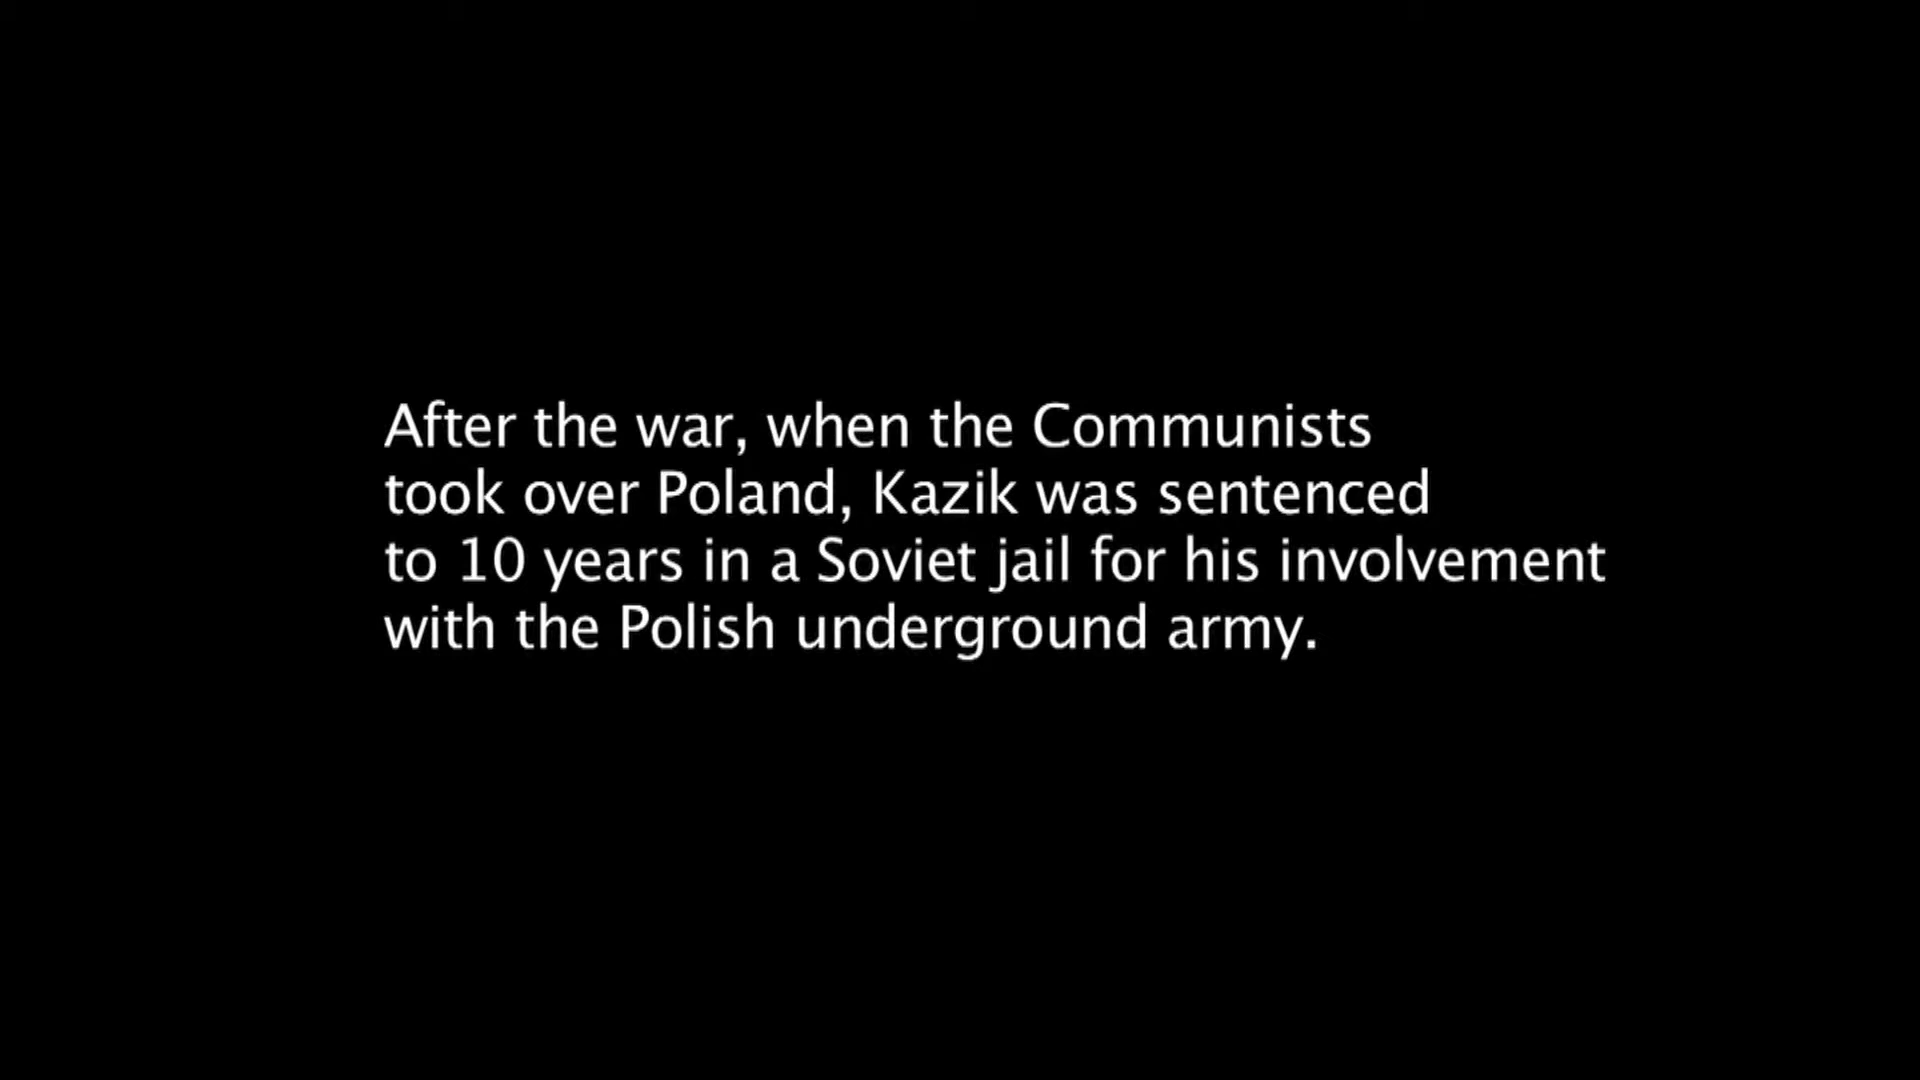 After the war, when the Communists
took over Poland, Kazik was sentenced
to 10 years in a Soviet jail for his involvement
with the Polish underground army.